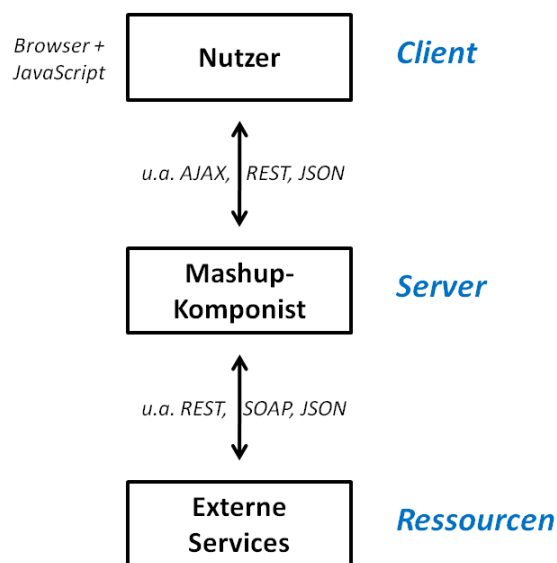 Browser +
JavaScript
Nutzer
Client
u.a. AJAX, REST, JSON
Mashup-
Komponist
Server
u.a. REST, SOAP, JSON
Externe
Services
Ressourcen